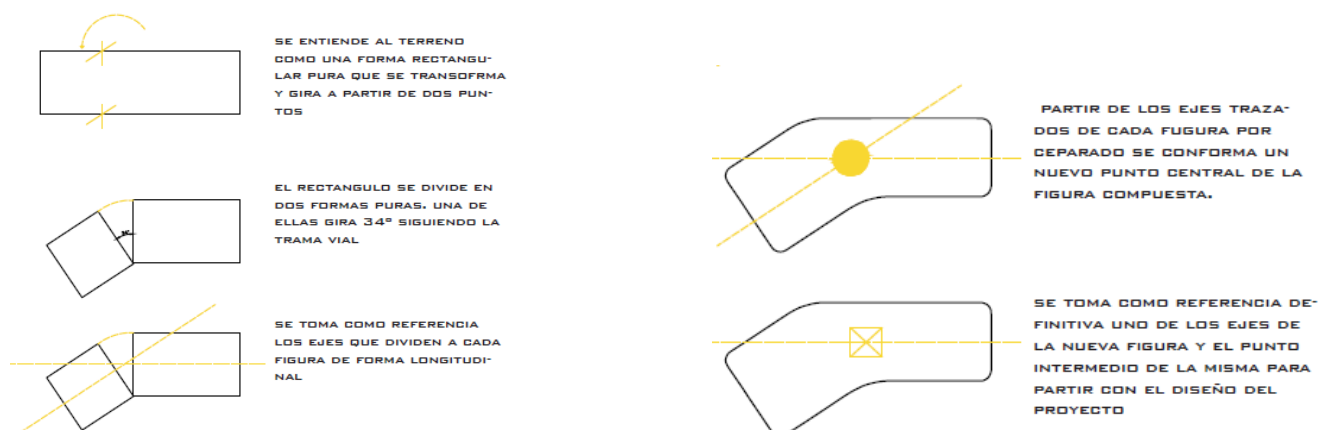 SE ENTIENDE AL TERRENO
COMO UNA FORMA RECTANGU-
LAR PURA QUE SE TRANSOFRMA
Y GIRA A PARTIR DE DOS PUN-
TOS
EL RECTANGULO SE DIVIDE EN
DOS FORMAS PURAS. UNA DE
ELLAS GIRA 34° SIGUIENDO LA
TRAMA VIAL
SE TOMA COMO REFERENCIA
LOS EJES QUE DIVIDEN A CADA
FIGURA DE FORMA LONGITUDI-
NAL
PARTIR DE LOS EJES TRAZA-
DOS DE CADA FUGURA POR
CEPARADO SE CONFORMA UN
NUEVO PUNTO CENTRAL DE LA
FIGURA COMPUESTA.
SE TOMA COMO REFERENCIA DE-
FINITIVA UNO DE LOS EJES DE
LA NUEVA FIGURA Y EL PUNTO
INTERMEDIO DE LA MISMA PARA
PARTIR CON EL DISEÑO DEL
PROYECTO